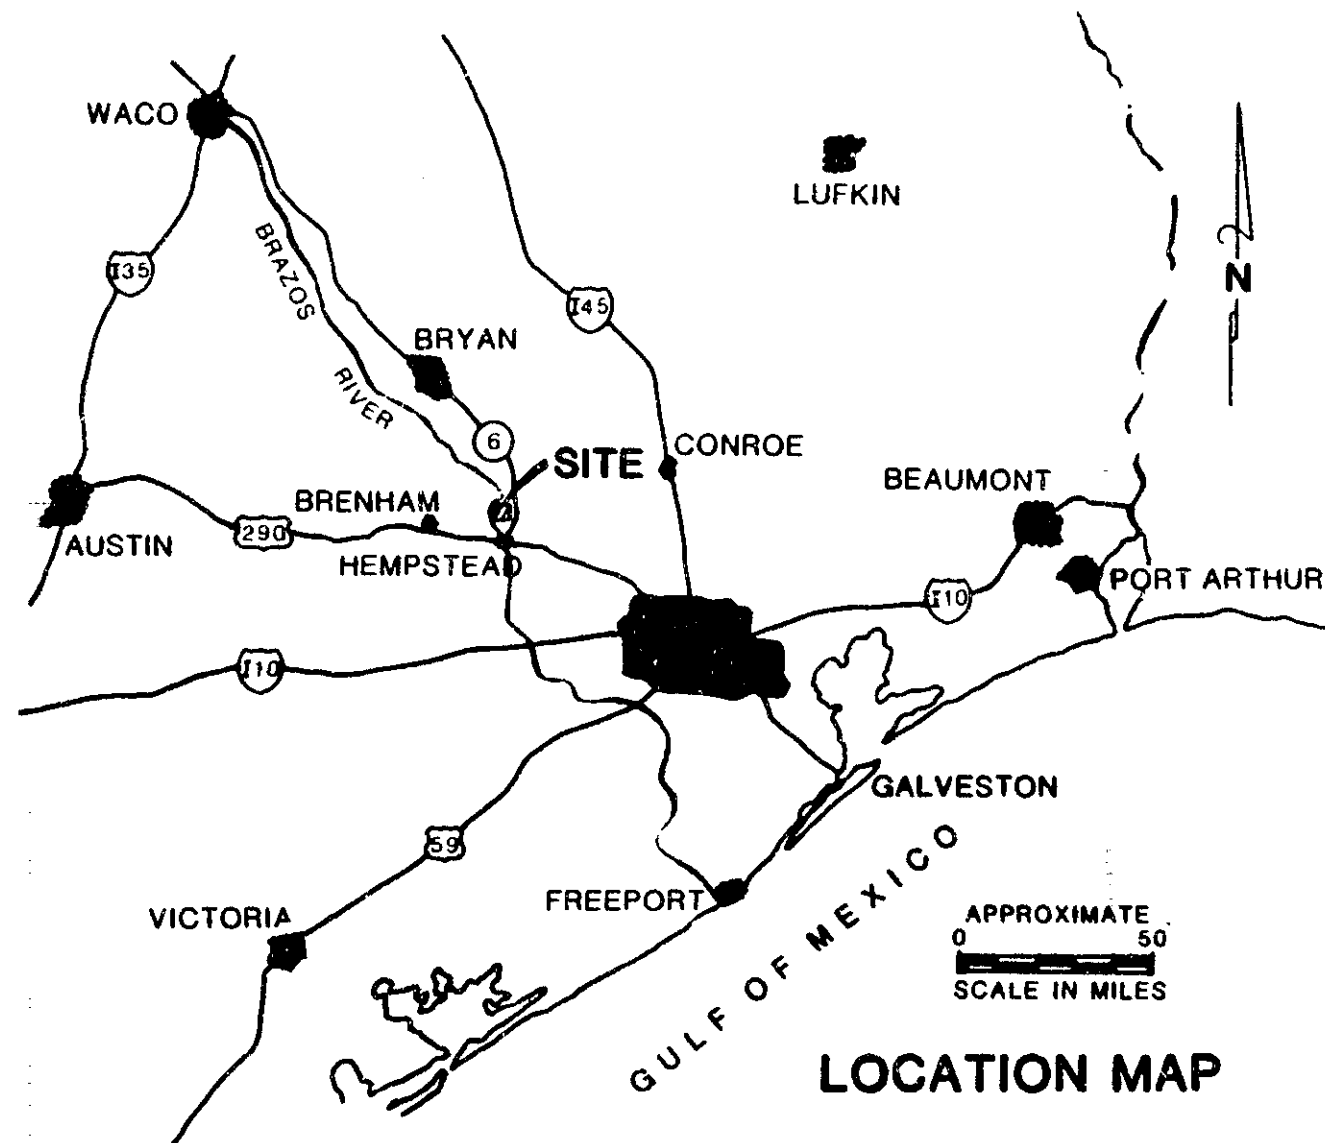 WACO
LUFKIN
I35
BRAZOS
RIVER
N
I45
BRYAN
6
SITE
CONROE
BEAUMONT
BRENHAM
290
AUSTIN
HEMPSTEAD
I10
PORT ARTHUR
I10
GALVESTON
59
FREEPORT
VICTORIA
GULF OF MEXICO
APPROXIMATE
0 50
SCALE IN MILES
LOCATION MAP